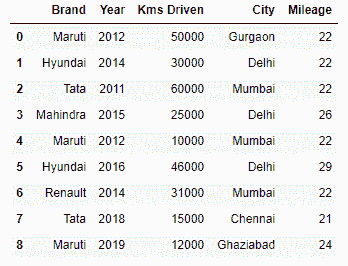 Brand Year Kms Driven City Mileage
0 Maruti 2012 50000 Gurgaon 22
1 Hyundai 2014 30000 Delhi 22
2 Tata 2011 60000 Mumbai 22
3 Mahindra 2015 25000 Delhi 26
4 Maruti 2012 10000 Mumbai 22
5 Hyundai 2016 46000 Delhi 29
6 Renault 2014 31000 Mumbai 22
7 Tata 2018 15000 Chennai 21
8 Maruti 2019 12000 Ghaziabad 24